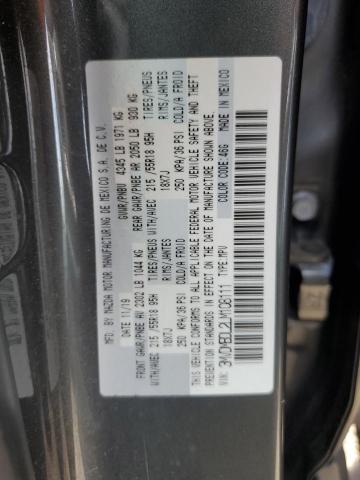 MFD. BY MAZDA MOTOR MANUFACTURING DE MEXICO S.A. DE C.V.
DATE 11/19 GVWR/PNBV 4345 LB 1971 KG
FRONT GAWR/PNBE AV 2302 LB 1044 KG REAR GAWR/PNBE AR 2050 LB 930 KG
WITH/AVEC 215/55R18 95H TIRES/PNEUS WITH/AVEC 215/55R18 95H TIRES/PNEUS
18X7J RIMS/JANTES 18X7J RIMS/JANTES
250 KPA/36 PSI COLD/A FROID 250 KPA/36 PSI COLD/A FROID
THIS VEHICLE CONFORMS TO ALL APPLICABLE FEDERAL MOTOR VEHICLE SAFETY AND THEFT
PREVENTION STANDARDS IN EFFECT ON THE DATE OF MANUFACTURE SHOWN ABOVE.
TYPE: MPV COLOR CODE: 46G MADE IN MEXICO